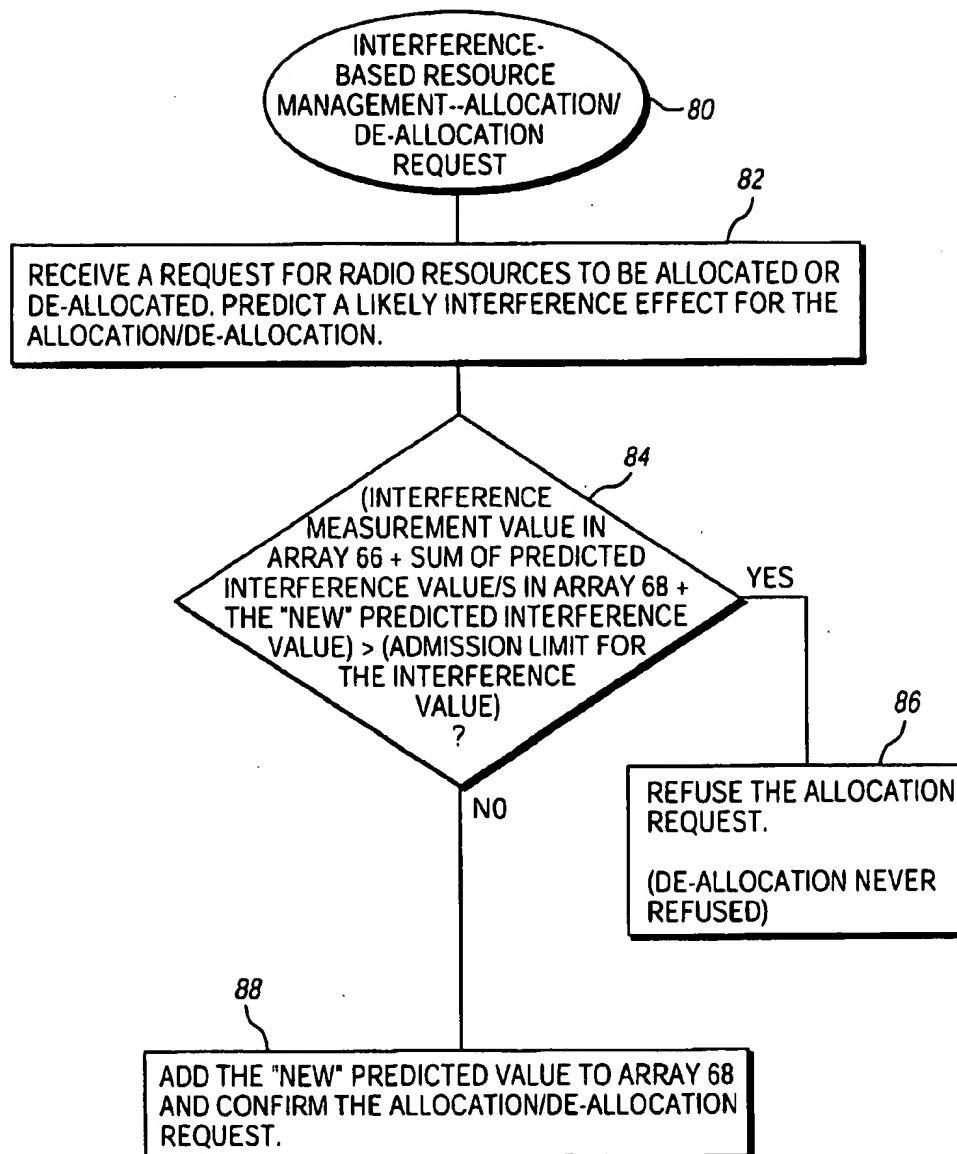 INTERFERENCE-
BASED RESOURCE
MANAGEMENT--ALLOCATION/
DE-ALLOCATION
REQUEST
80
82
RECEIVE A REQUEST FOR RADIO RESOURCES TO BE ALLOCATED OR
DE-ALLOCATED. PREDICT A LIKELY INTERFERENCE EFFECT FOR THE
ALLOCATION/DE-ALLOCATION.
84
(INTERFERENCE
MEASUREMENT VALUE IN
ARRAY 66 + SUM OF PREDICTED
INTERFERENCE VALUE/S IN ARRAY 68 +
THE "NEW" PREDICTED INTERFERENCE
VALUE) > (ADMISSION LIMIT FOR
THE INTERFERENCE
VALUE)
?
YES
NO
86
REFUSE THE ALLOCATION
REQUEST.
(DE-ALLOCATION NEVER
REFUSED)
88
ADD THE "NEW" PREDICTED VALUE TO ARRAY 68
AND CONFIRM THE ALLOCATION/DE-ALLOCATION
REQUEST.